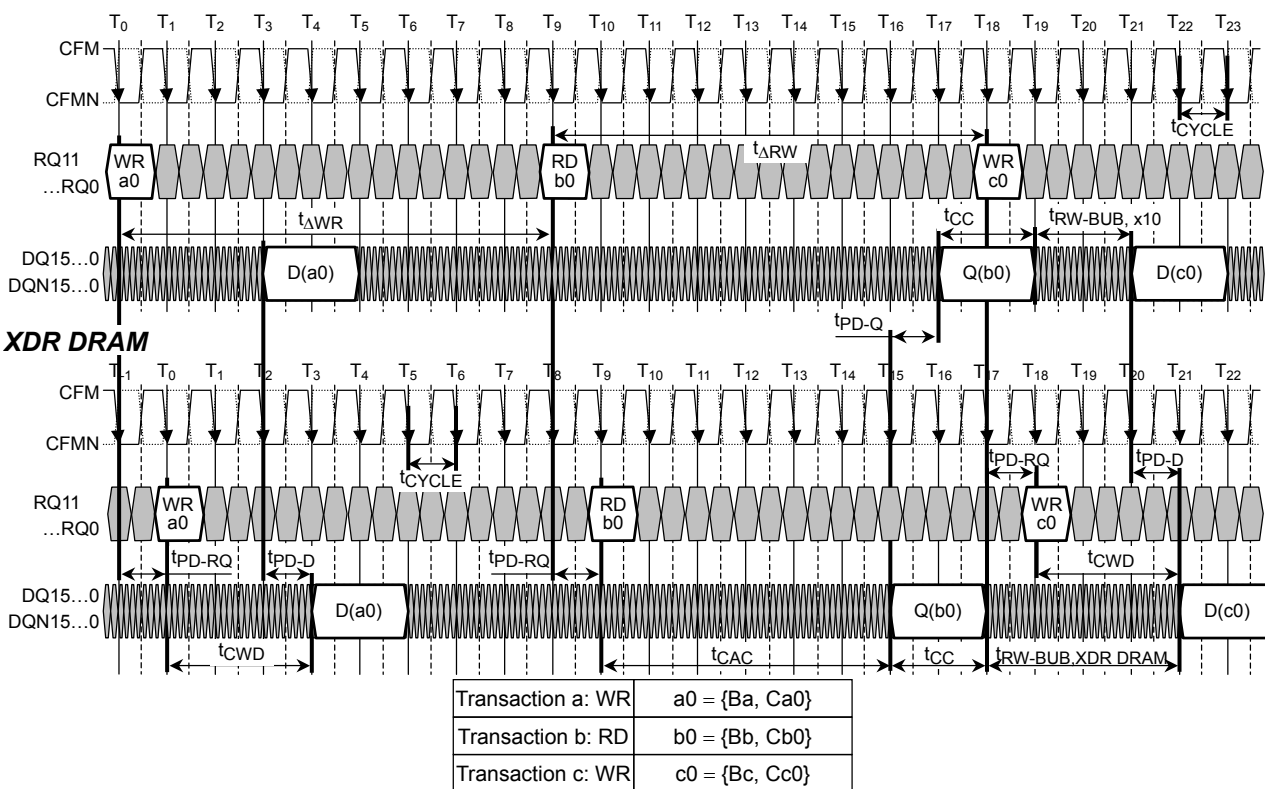 T0 T1 T2 T3 T4 T5 T6 T7 T8 T9 T10 T11 T12 T13 T14 T15 T16 T17 T18 T19 T20 T21 T22 T23
CFM
CFMN
tCYCLE
tΔRW
RQ11
...RQ0
WR a0
RD b0
WR c0
tΔWR
tCC
tRW-BUB, x10
DQ15...0
DQN15...0
D(a0)
Q(b0)
D(c0)
tPD-Q
XDR DRAM
T-1 T0 T1 T2 T3 T4 T5 T6 T7 T8 T9 T10 T11 T12 T13 T14 T15 T16 T17 T18 T19 T20 T21 T22
CFM
CFMN
tCYCLE
tPD-RQ
tPD-D
RQ11
...RQ0
WR a0
RD b0
WR c0
tPD-RQ
tPD-D
tPD-RQ
tCWD
DQ15...0
DQN15...0
D(a0)
Q(b0)
D(c0)
tCWD
tCAC
tCC
tRW-BUB,XDR DRAM
Transaction a: WR a0 = {Ba, Ca0}
Transaction b: RD b0 = {Bb, Cb0}
Transaction c: WR c0 = {Bc, Cc0}